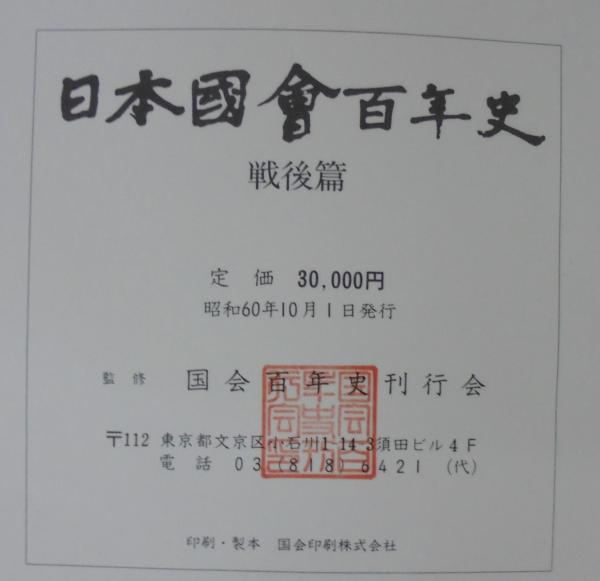 日本國會百年史
戦後篇
定価 30,000円
昭和60年10月1日発行
監修 国会百年史刊行会
〒112 東京都文京区小石川1-14-3須田ビル4F
電話 03(818)6421 (代)
印刷・製本 国会印刷株式会社